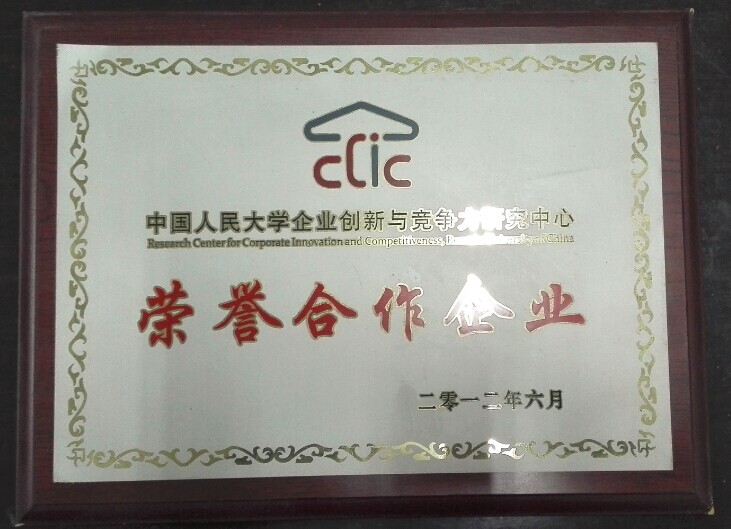 cCic
中国人民大学企业创新与竞争力研究中心
Research Center for Corporate Innovation and Competitiveness, China
荣誉合作企业
二零一二年六月